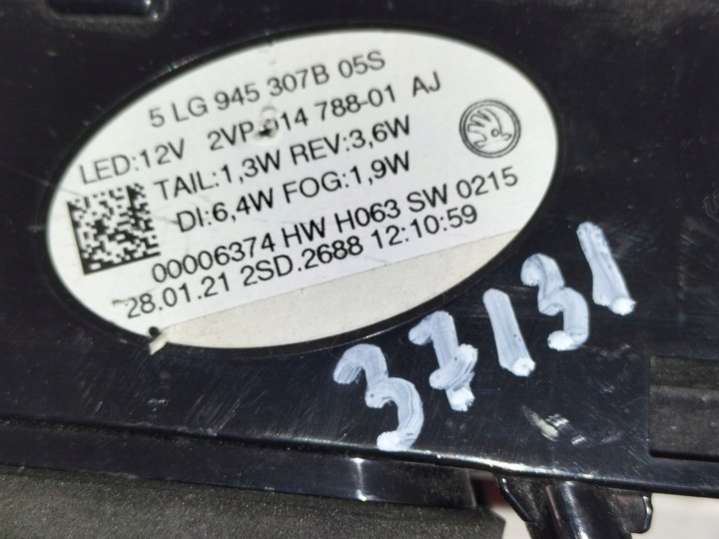 5 LG 945 307B 05S
LED:12V 2VP 014 788-01 AJ
TAIL:1,3W REV:3,6W
DI:6,4W FOG:1,9W
00006374 HW H063 SW 0215
28.01.21 2SD.2688 12:10:59
37131